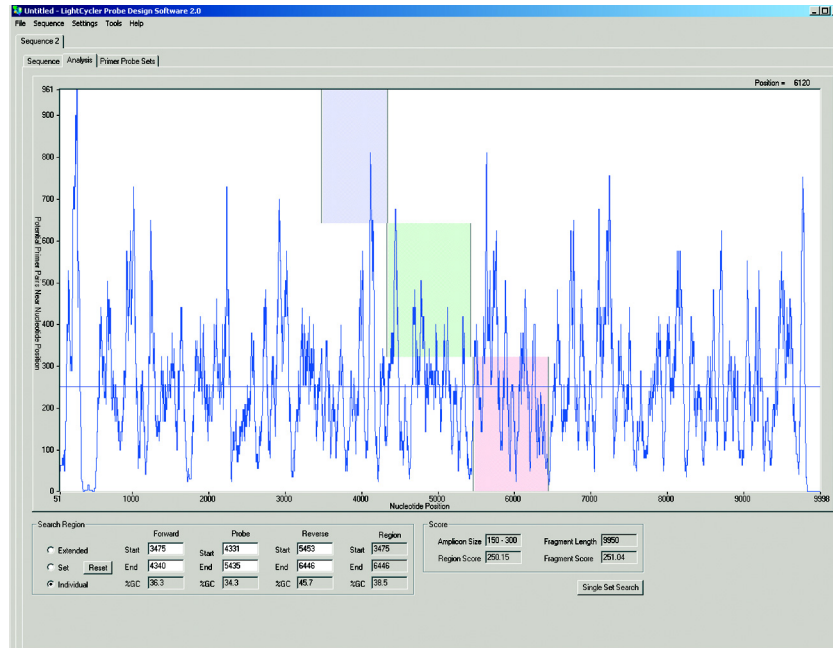 Untitled - LightCycler Probe Design Software 2.0
File Sequence Settings Tools Help
Sequence 2
Sequence Analysis Primer Probe Sets
Position = 6120
961
900
800
700
600
500
400
300
200
100
0
Potential Primer Pairs Near Nucleotide Position
51 1000 2000 3000 4000 5000 6000 7000 8000 9000 9998
Nucleotide Position
Search Region
Forward Probe Reverse Region
Extended Start 3475 Start 4331 Start 5453 Start 3475
Set Reset End 4340 End 5435 End 6446 End 6446
Individual %GC 36.3 %GC 34.3 %GC 45.7 %GC 38.5
Score
Amplicon Size 150 - 300 Fragment Length 9950
Region Score 250.15 Fragment Score 251.04
Single Set Search